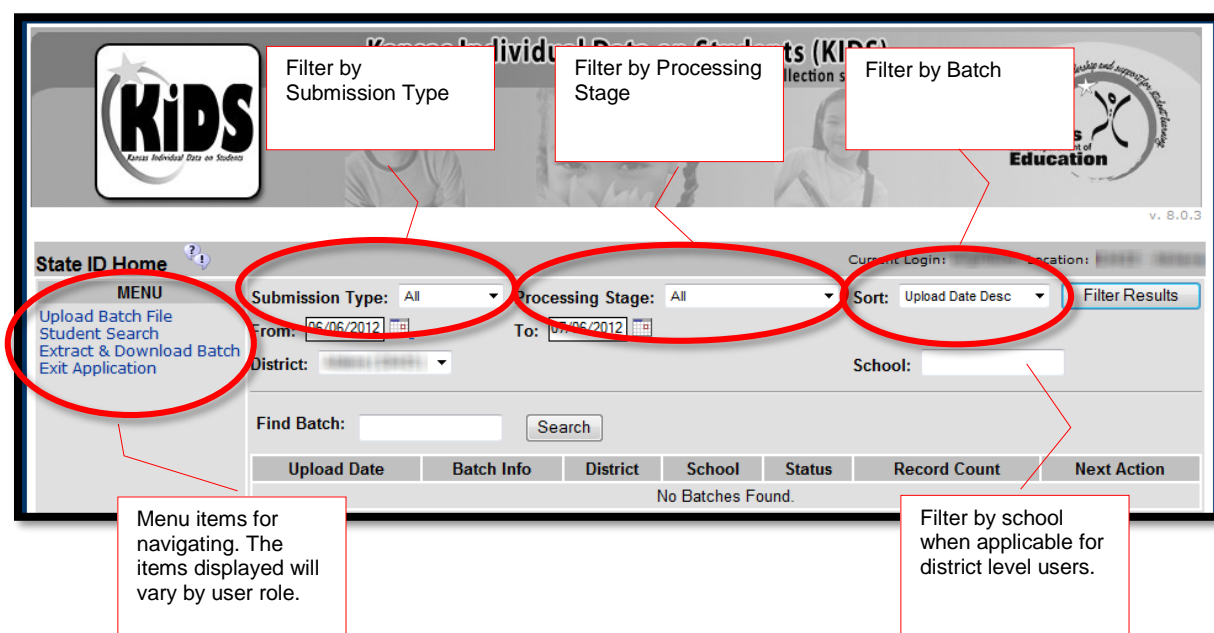 Filter by
Submission Type
Filter by Processing
Stage
Filter by Batch
KiDS
Kansas Individual Data on Students
Education
v. 8.0.3
State ID Home
Current Login:
Location:
MENU
Upload Batch File
Student Search
Extract & Download Batch
Exit Application
Submission Type: All
Processing Stage: All
Sort: Upload Date Desc
Filter Results
From: 06/06/2012
To: 07/06/2012
District:
School:
Find Batch:
Search
Upload Date Batch Info District School Status Record Count Next Action
No Batches Found.
Menu items for
navigating. The
items displayed will
vary by user role.
Filter by school
when applicable for
district level users.